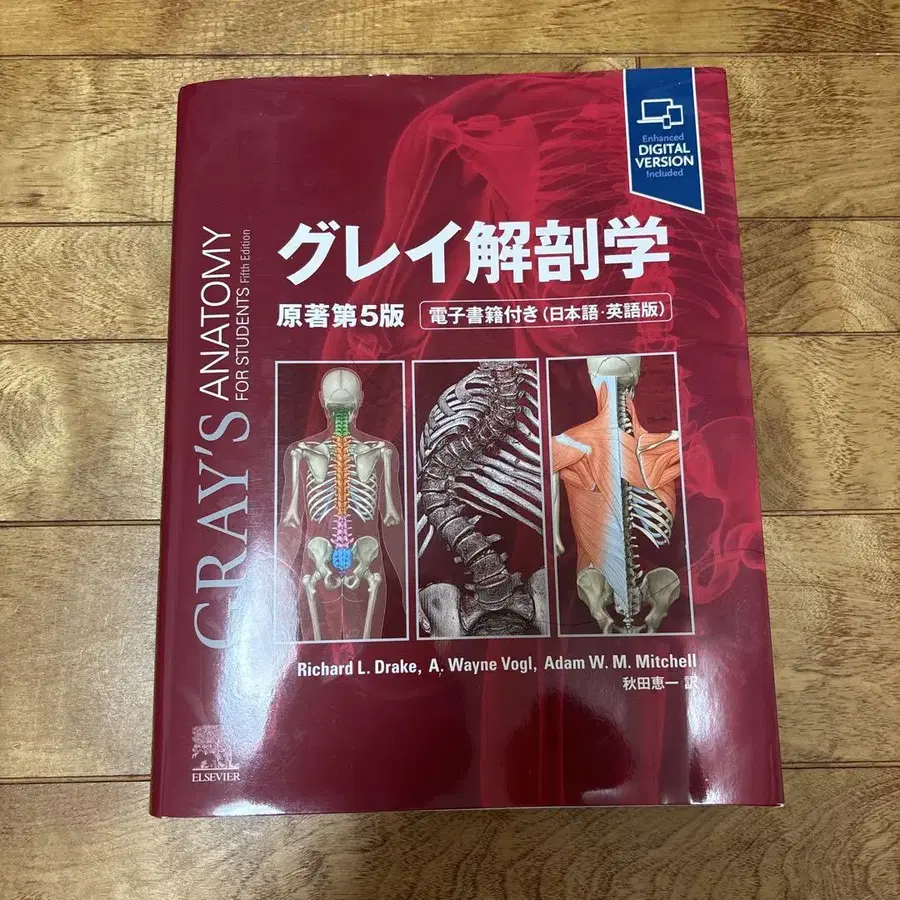 Enhanced
DIGITAL
VERSION
Included
グレイ解剖学
原著第5版
電子書籍付き（日本語・英語版）
GRAY'S ANATOMY
FOR STUDENTS Fifth Edition
Richard L. Drake, A. Wayne Vogl, Adam W. M. Mitchell
秋田恵一 訳
ELSEVIER